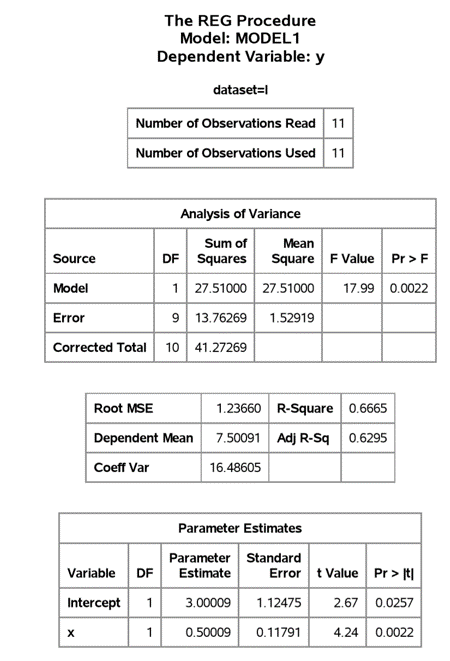 The REG Procedure
Model: MODEL1
Dependent Variable: y
dataset=I
Number of Observations Read 11
Number of Observations Used 11
Analysis of Variance
Source DF Sum of Squares Mean Square F Value Pr > F
Model 1 27.51000 27.51000 17.99 0.0022
Error 9 13.76269 1.52919
Corrected Total 10 41.27269
Root MSE 1.23660 R-Square 0.6665
Dependent Mean 7.50091 Adj R-Sq 0.6295
Coeff Var 16.48605
Parameter Estimates
Variable DF Parameter Estimate Standard Error t Value Pr > |t|
Intercept 1 3.00009 1.12475 2.67 0.0257
x 1 0.50009 0.11791 4.24 0.0022